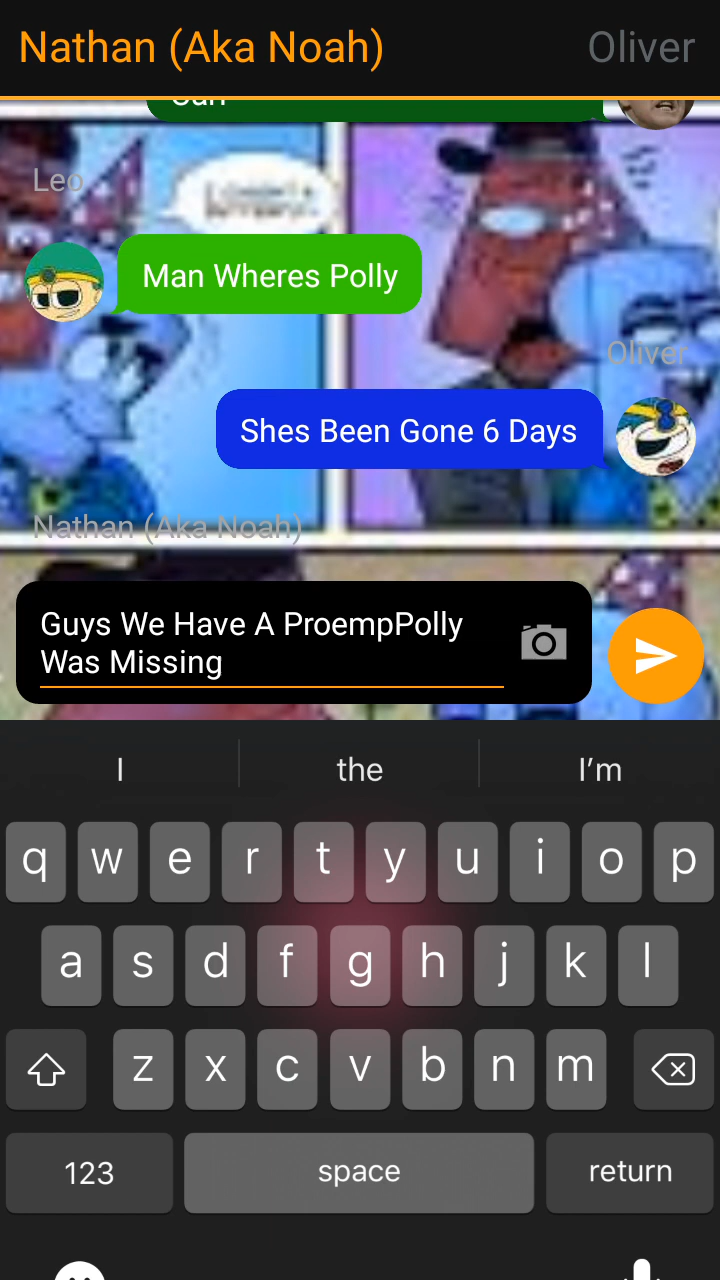 Nathan (Aka Noah)
Oliver
Leo
Man Wheres Polly
Oliver
Shes Been Gone 6 Days
Nathan (Aka Noah)
Guys We Have A ProempPolly
Was Missing
I
the
I'm
q w e r t y u i o p
a s d f g h j k l
z x c v b n m
123
space
return